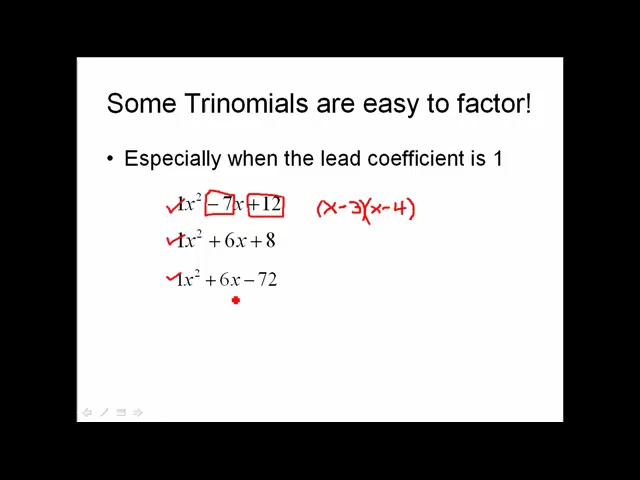 Some Trinomials are easy to factor!
• Especially when the lead coefficient is 1
1x² − 7x + 12 (x − 3)(x − 4)
1x² + 6x + 8
1x² + 6x − 72